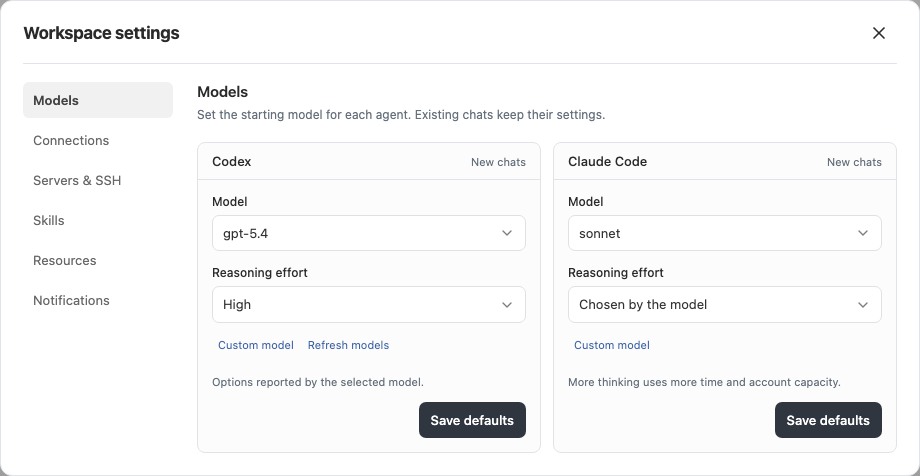 Workspace settings
Models
Connections
Servers & SSH
Skills
Resources
Notifications
Models
Set the starting model for each agent. Existing chats keep their settings.
Codex
New chats
Model
gpt-5.4
Reasoning effort
High
Custom model
Refresh models
Options reported by the selected model.
Save defaults
Claude Code
New chats
Model
sonnet
Reasoning effort
Chosen by the model
Custom model
More thinking uses more time and account capacity.
Save defaults